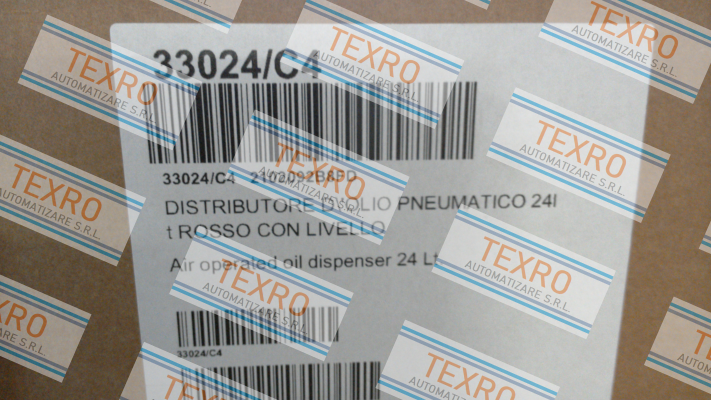 33024/C4
33024/C4 2102092B8FD
DISTRIBUTORE D'OLIO PNEUMATICO 24l
t ROSSO CON LIVELLO
Air operated oil dispenser 24 Lt
33024/C4
TEXRO
AUTOMATIZARE S.R.L.